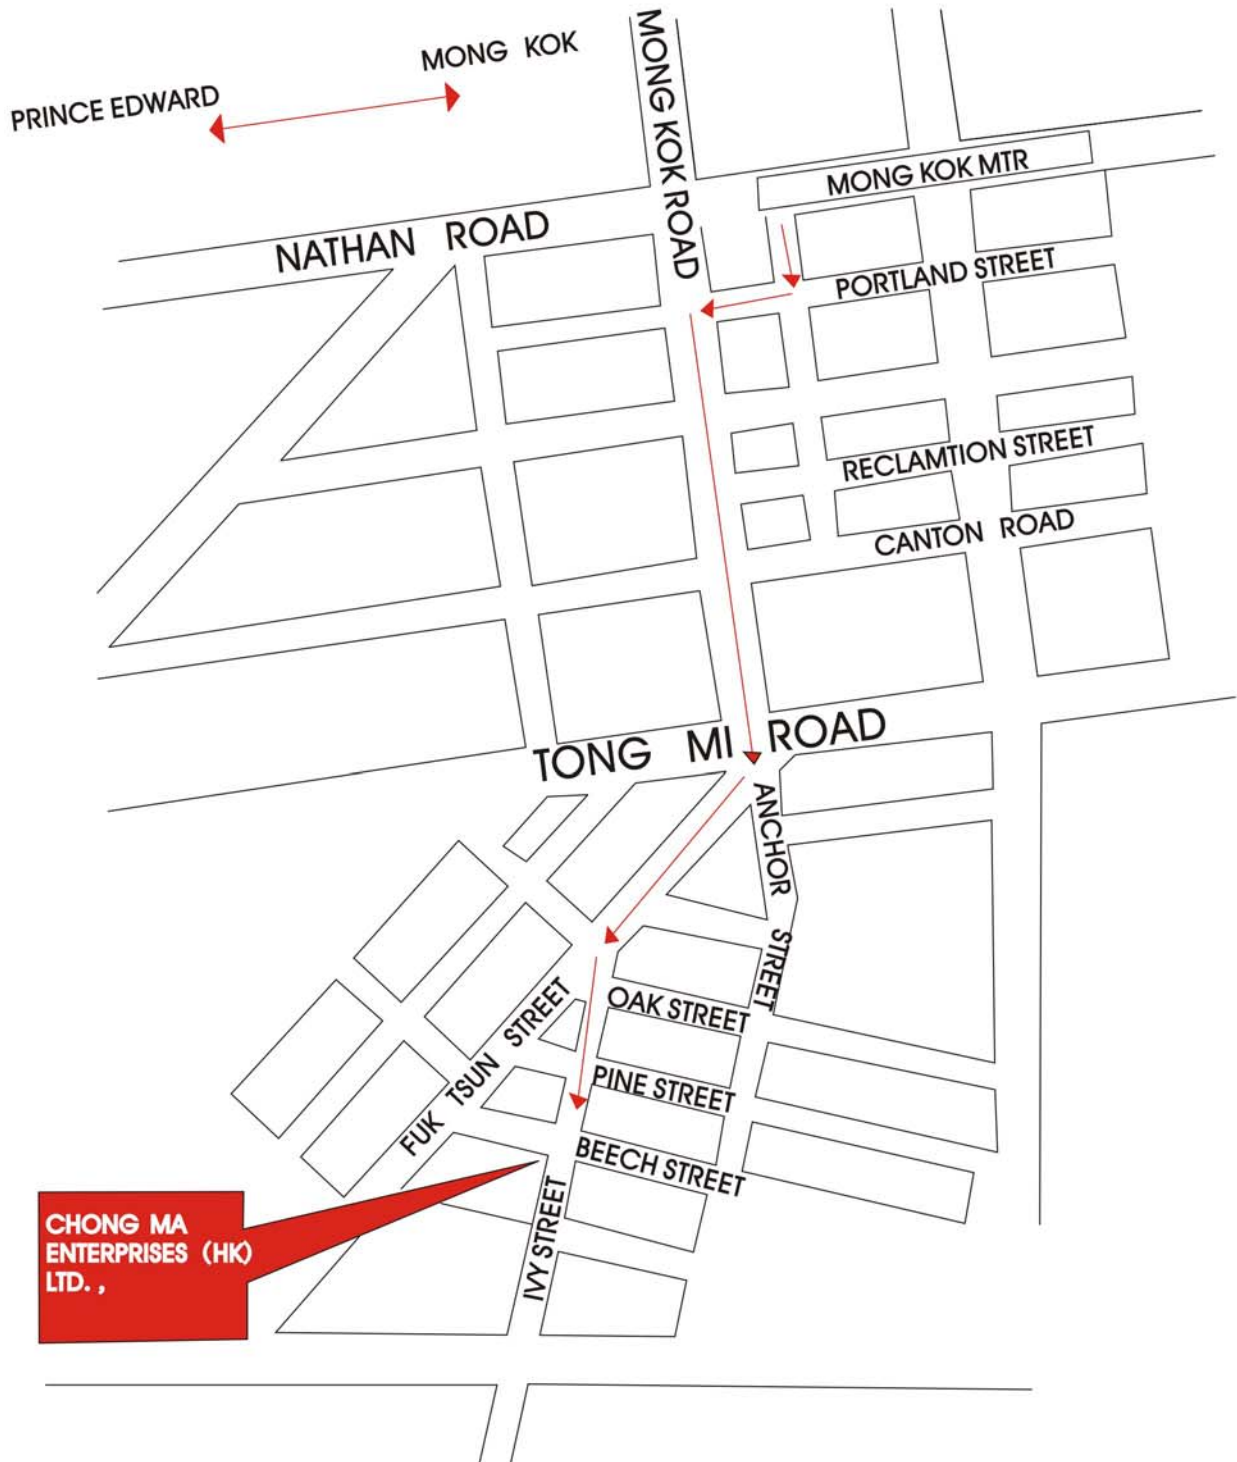 MONG KOK
PRINCE EDWARD
MONG KOK ROAD
MONG KOK MTR
NATHAN ROAD
PORTLAND STREET
RECLAMTION STREET
CANTON ROAD
TONG MI ROAD
ANCHOR STREET
OAK STREET
FUK TSUN STREET
PINE STREET
BEECH STREET
IVY STREET
CHONG MA
ENTERPRISES (HK)
LTD. ,